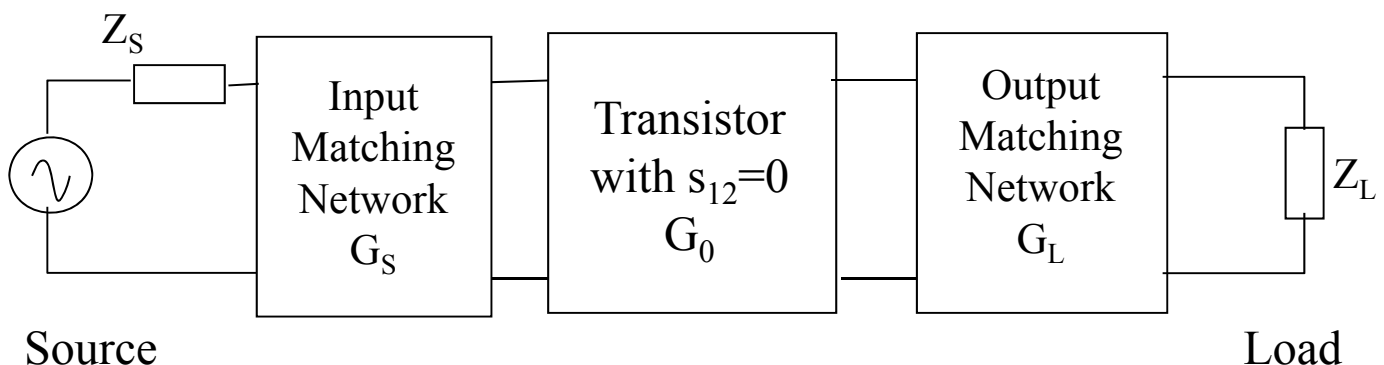 Z_S
Input
Matching
Network
G_S
Transistor
with s_12=0
G_0
Output
Matching
Network
G_L
Z_L
Source
Load